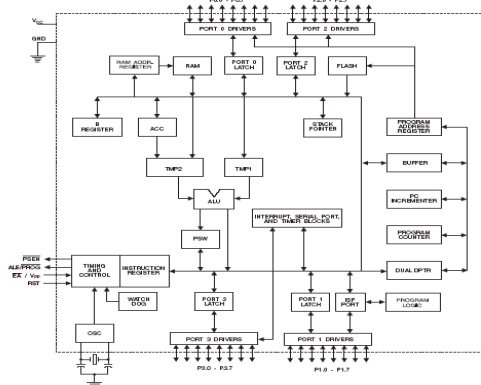 P0.0 - P0.7
P2.0 - P2.7
VCC
GND
PORT 0 DRIVERS
PORT 2 DRIVERS
RAM ADDR.
REGISTER
RAM
PORT 0
LATCH
PORT 2
LATCH
FLASH
B
REGISTER
ACC
STACK
POINTER
PROGRAM
ADDRESS
REGISTER
BUFFER
TMP2
TMP1
ALU
PC
INCREMENTER
INTERRUPT, SERIAL PORT,
AND TIMER BLOCKS
PSW
PROGRAM
COUNTER
PSEN
ALE/PROG
EA / VPP
RST
TIMING
AND
CONTROL
INSTRUCTION
REGISTER
DUAL DPTR
WATCH
DOG
PORT 3
LATCH
PORT 1
LATCH
ISP
PORT
PROGRAM
LOGIC
OSC
PORT 3 DRIVERS
PORT 1 DRIVERS
P3.0 - P3.7
P1.0 - P1.7